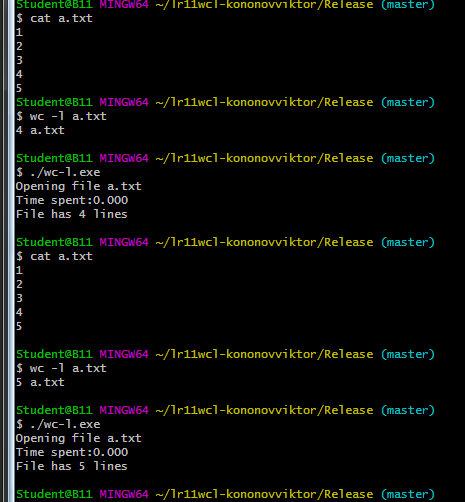 Student@B11 MINGW64 ~/lr11wcl-kononovviktor/Release (master)
$ cat a.txt
1
2
3
4
5
Student@B11 MINGW64 ~/lr11wcl-kononovviktor/Release (master)
$ wc -l a.txt
4 a.txt
Student@B11 MINGW64 ~/lr11wcl-kononovviktor/Release (master)
$ ./wc-l.exe
Opening file a.txt
Time spent:0.000
File has 4 lines
Student@B11 MINGW64 ~/lr11wcl-kononovviktor/Release (master)
$ cat a.txt
1
2
3
4
5
Student@B11 MINGW64 ~/lr11wcl-kononovviktor/Release (master)
$ wc -l a.txt
5 a.txt
Student@B11 MINGW64 ~/lr11wcl-kononovviktor/Release (master)
$ ./wc-l.exe
Opening file a.txt
Time spent:0.000
File has 5 lines
Student@B11 MINGW64 ~/lr11wcl-kononovviktor/Release (master)